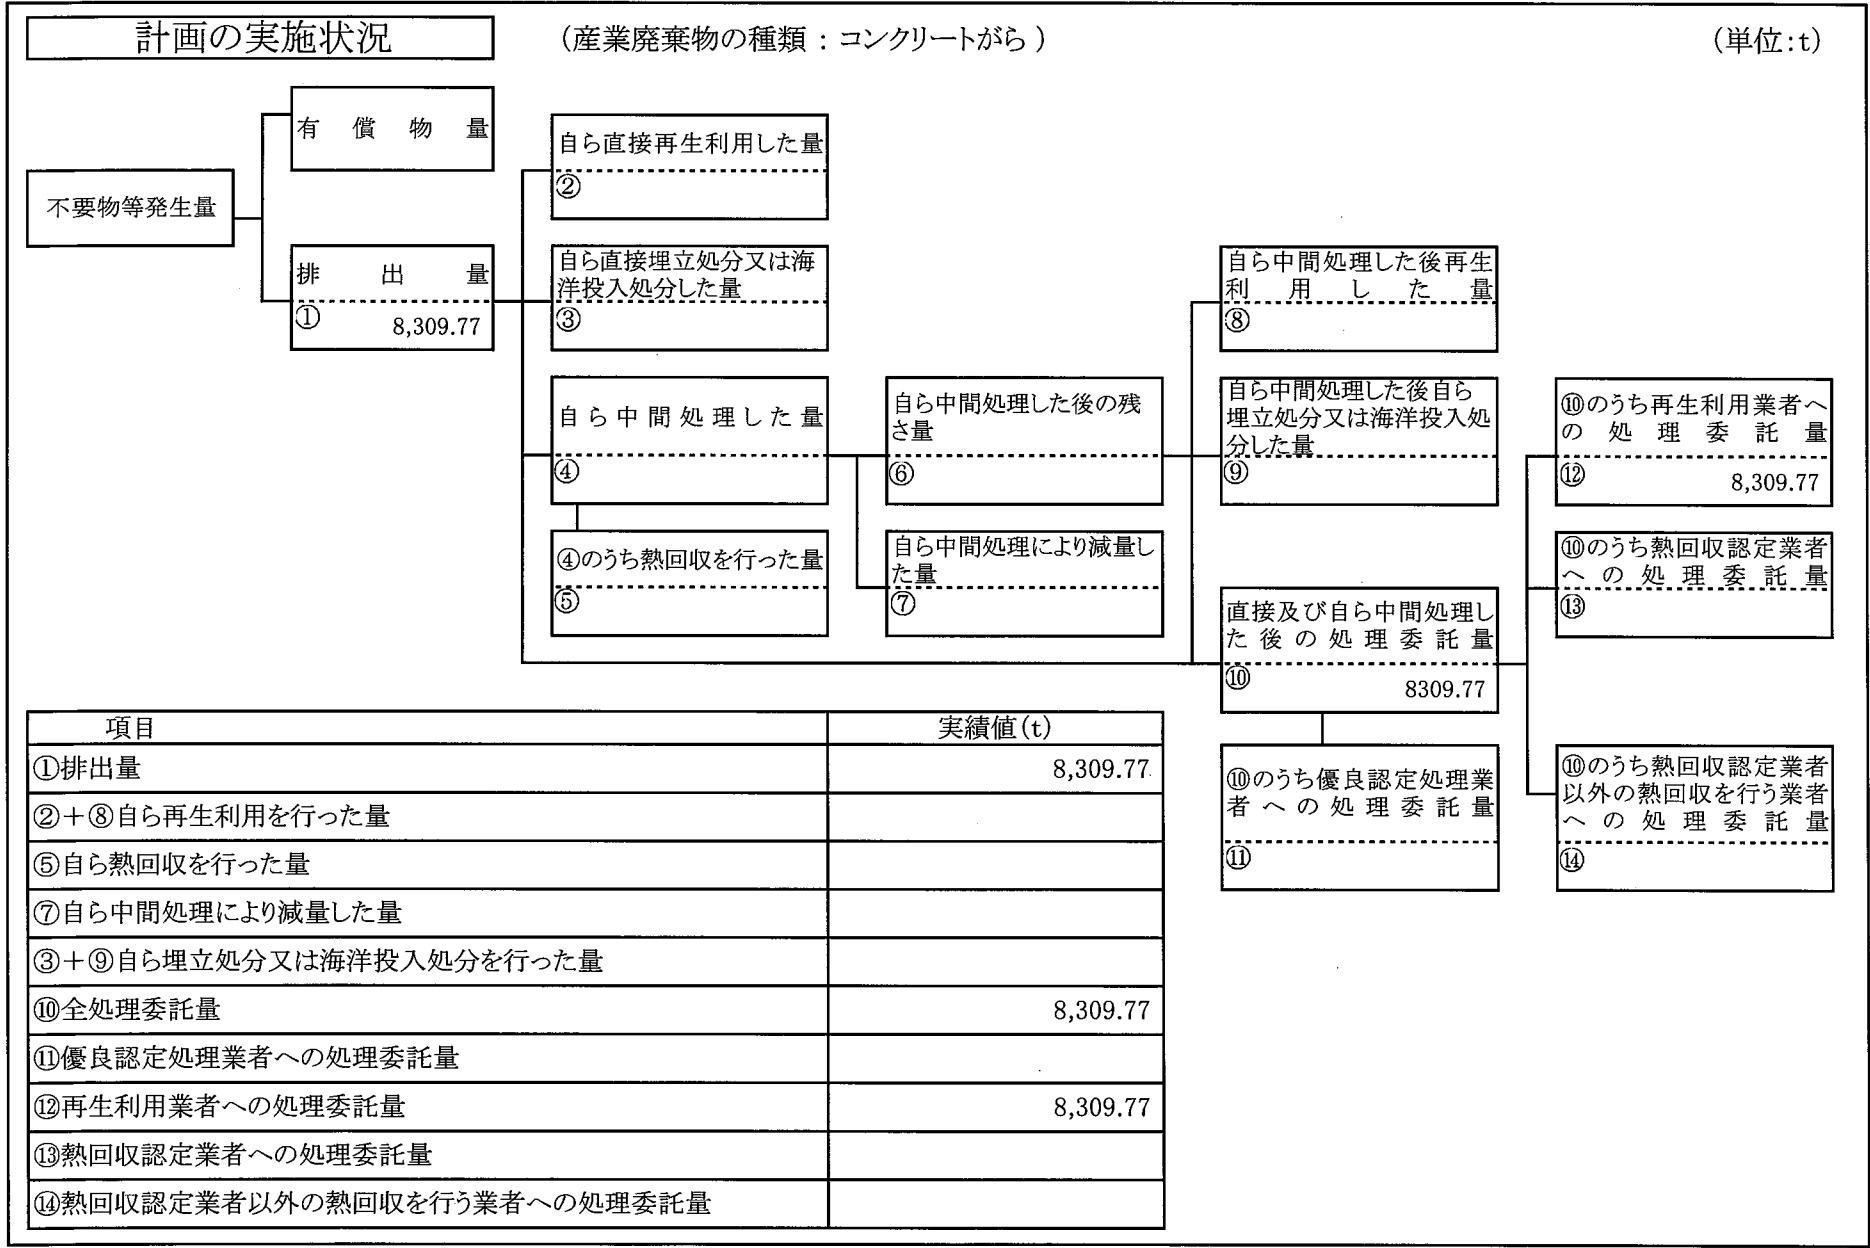 計画の実施状況
(産業廃棄物の種類:コンクリートがら)
(単位:t)
不要物等発生量
有償物量
排出量
① 8,309.77
自ら直接再生利用した量
②
自ら直接埋立処分又は海
洋投入処分した量
③
自ら中間処理した量
④
④のうち熱回収を行った量
⑤
自ら中間処理した後の残
さ量
⑥
自ら中間処理により減量し
た量
⑦
自ら中間処理した後再生
利用した量
⑧
自ら中間処理した後自ら
埋立処分又は海洋投入処
分した量
⑨
直接及び自ら中間処理し
た後の処理委託量
⑩ 8309.77
⑩のうち優良認定処理業
者への処理委託量
⑪
⑩のうち再生利用業者へ
の処理委託量
⑫ 8,309.77
⑩のうち熱回収認定業者
への処理委託量
⑬
⑩のうち熱回収認定業者
以外の熱回収を行う業者
への処理委託量
⑭
項目 実績値(t)
①排出量 8,309.77
②+⑧自ら再生利用を行った量
⑤自ら熱回収を行った量
⑦自ら中間処理により減量した量
③+⑨自ら埋立処分又は海洋投入処分を行った量
⑩全処理委託量 8,309.77
⑪優良認定処理業者への処理委託量
⑫再生利用業者への処理委託量 8,309.77
⑬熱回収認定業者への処理委託量
⑭熱回収認定業者以外の熱回収を行う業者への処理委託量